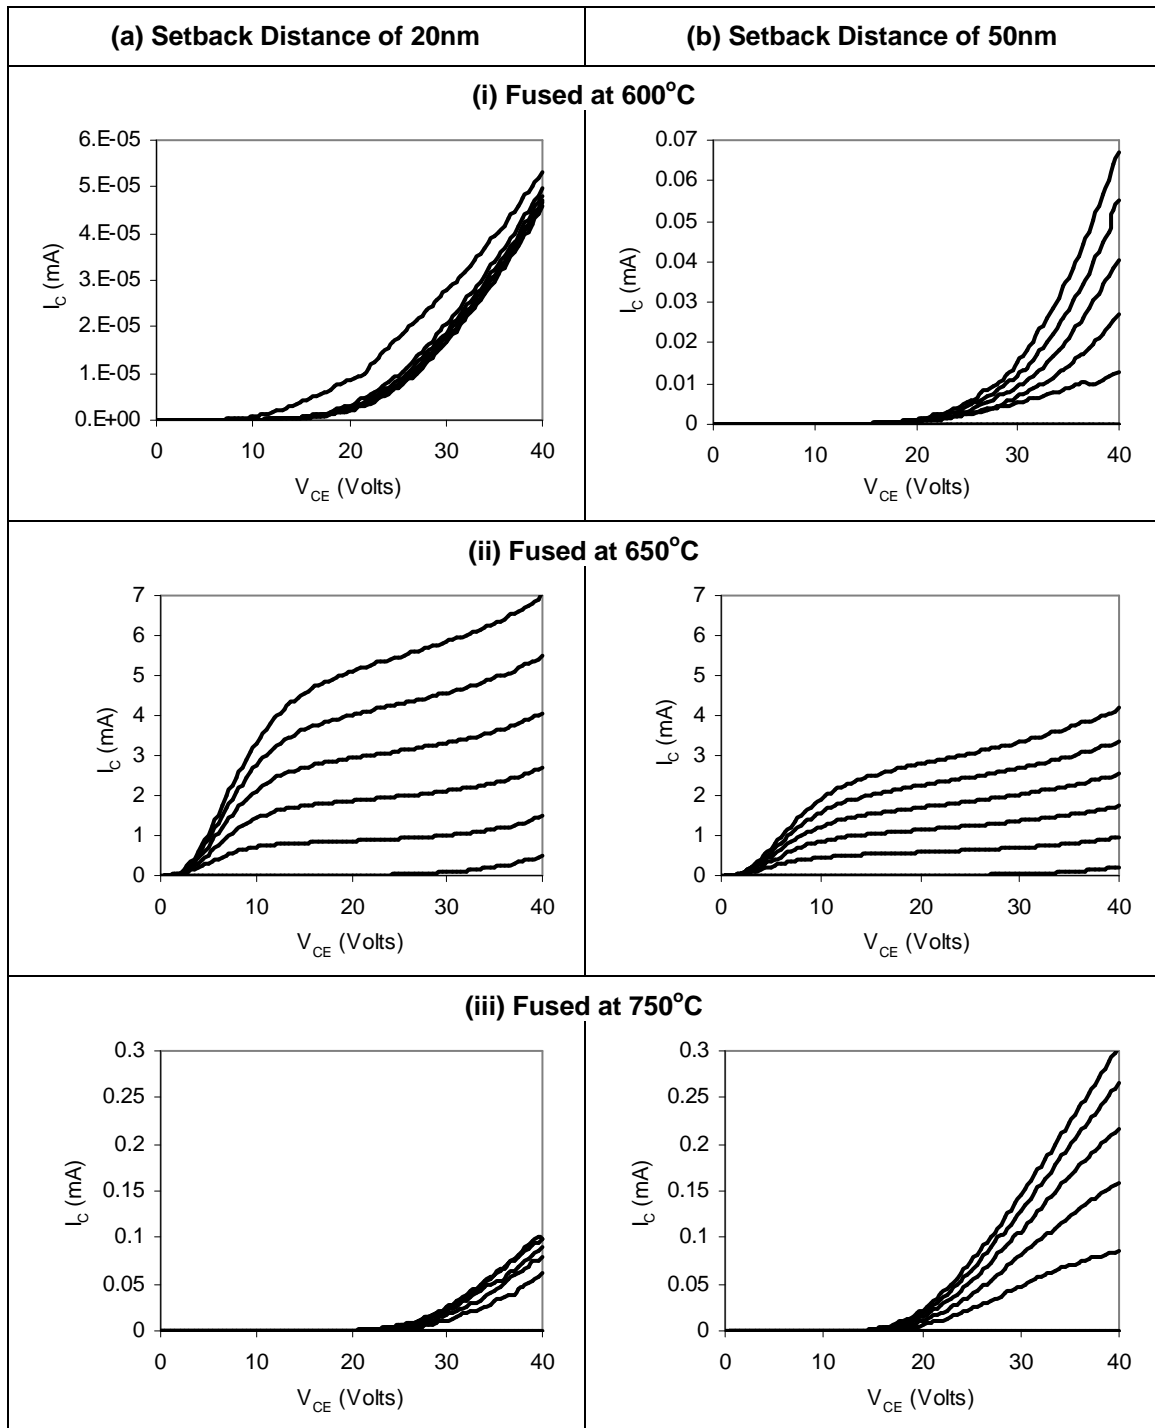 (a) Setback Distance of 20nm
(b) Setback Distance of 50nm
(i) Fused at 600°C
6.E-05
5.E-05
4.E-05
3.E-05
2.E-05
1.E-05
0.E+00
I_C (mA)
0 10 20 30 40
V_CE (Volts)
0.07
0.06
0.05
0.04
0.03
0.02
0.01
0
I_C (mA)
0 10 20 30 40
V_CE (Volts)
(ii) Fused at 650°C
7
6
5
4
3
2
1
0
I_C (mA)
0 10 20 30 40
V_CE (Volts)
7
6
5
4
3
2
1
0
I_C (mA)
0 10 20 30 40
V_CE (Volts)
(iii) Fused at 750°C
0.3
0.25
0.2
0.15
0.1
0.05
0
I_C (mA)
0 10 20 30 40
V_CE (Volts)
0.3
0.25
0.2
0.15
0.1
0.05
0
I_C (mA)
0 10 20 30 40
V_CE (Volts)